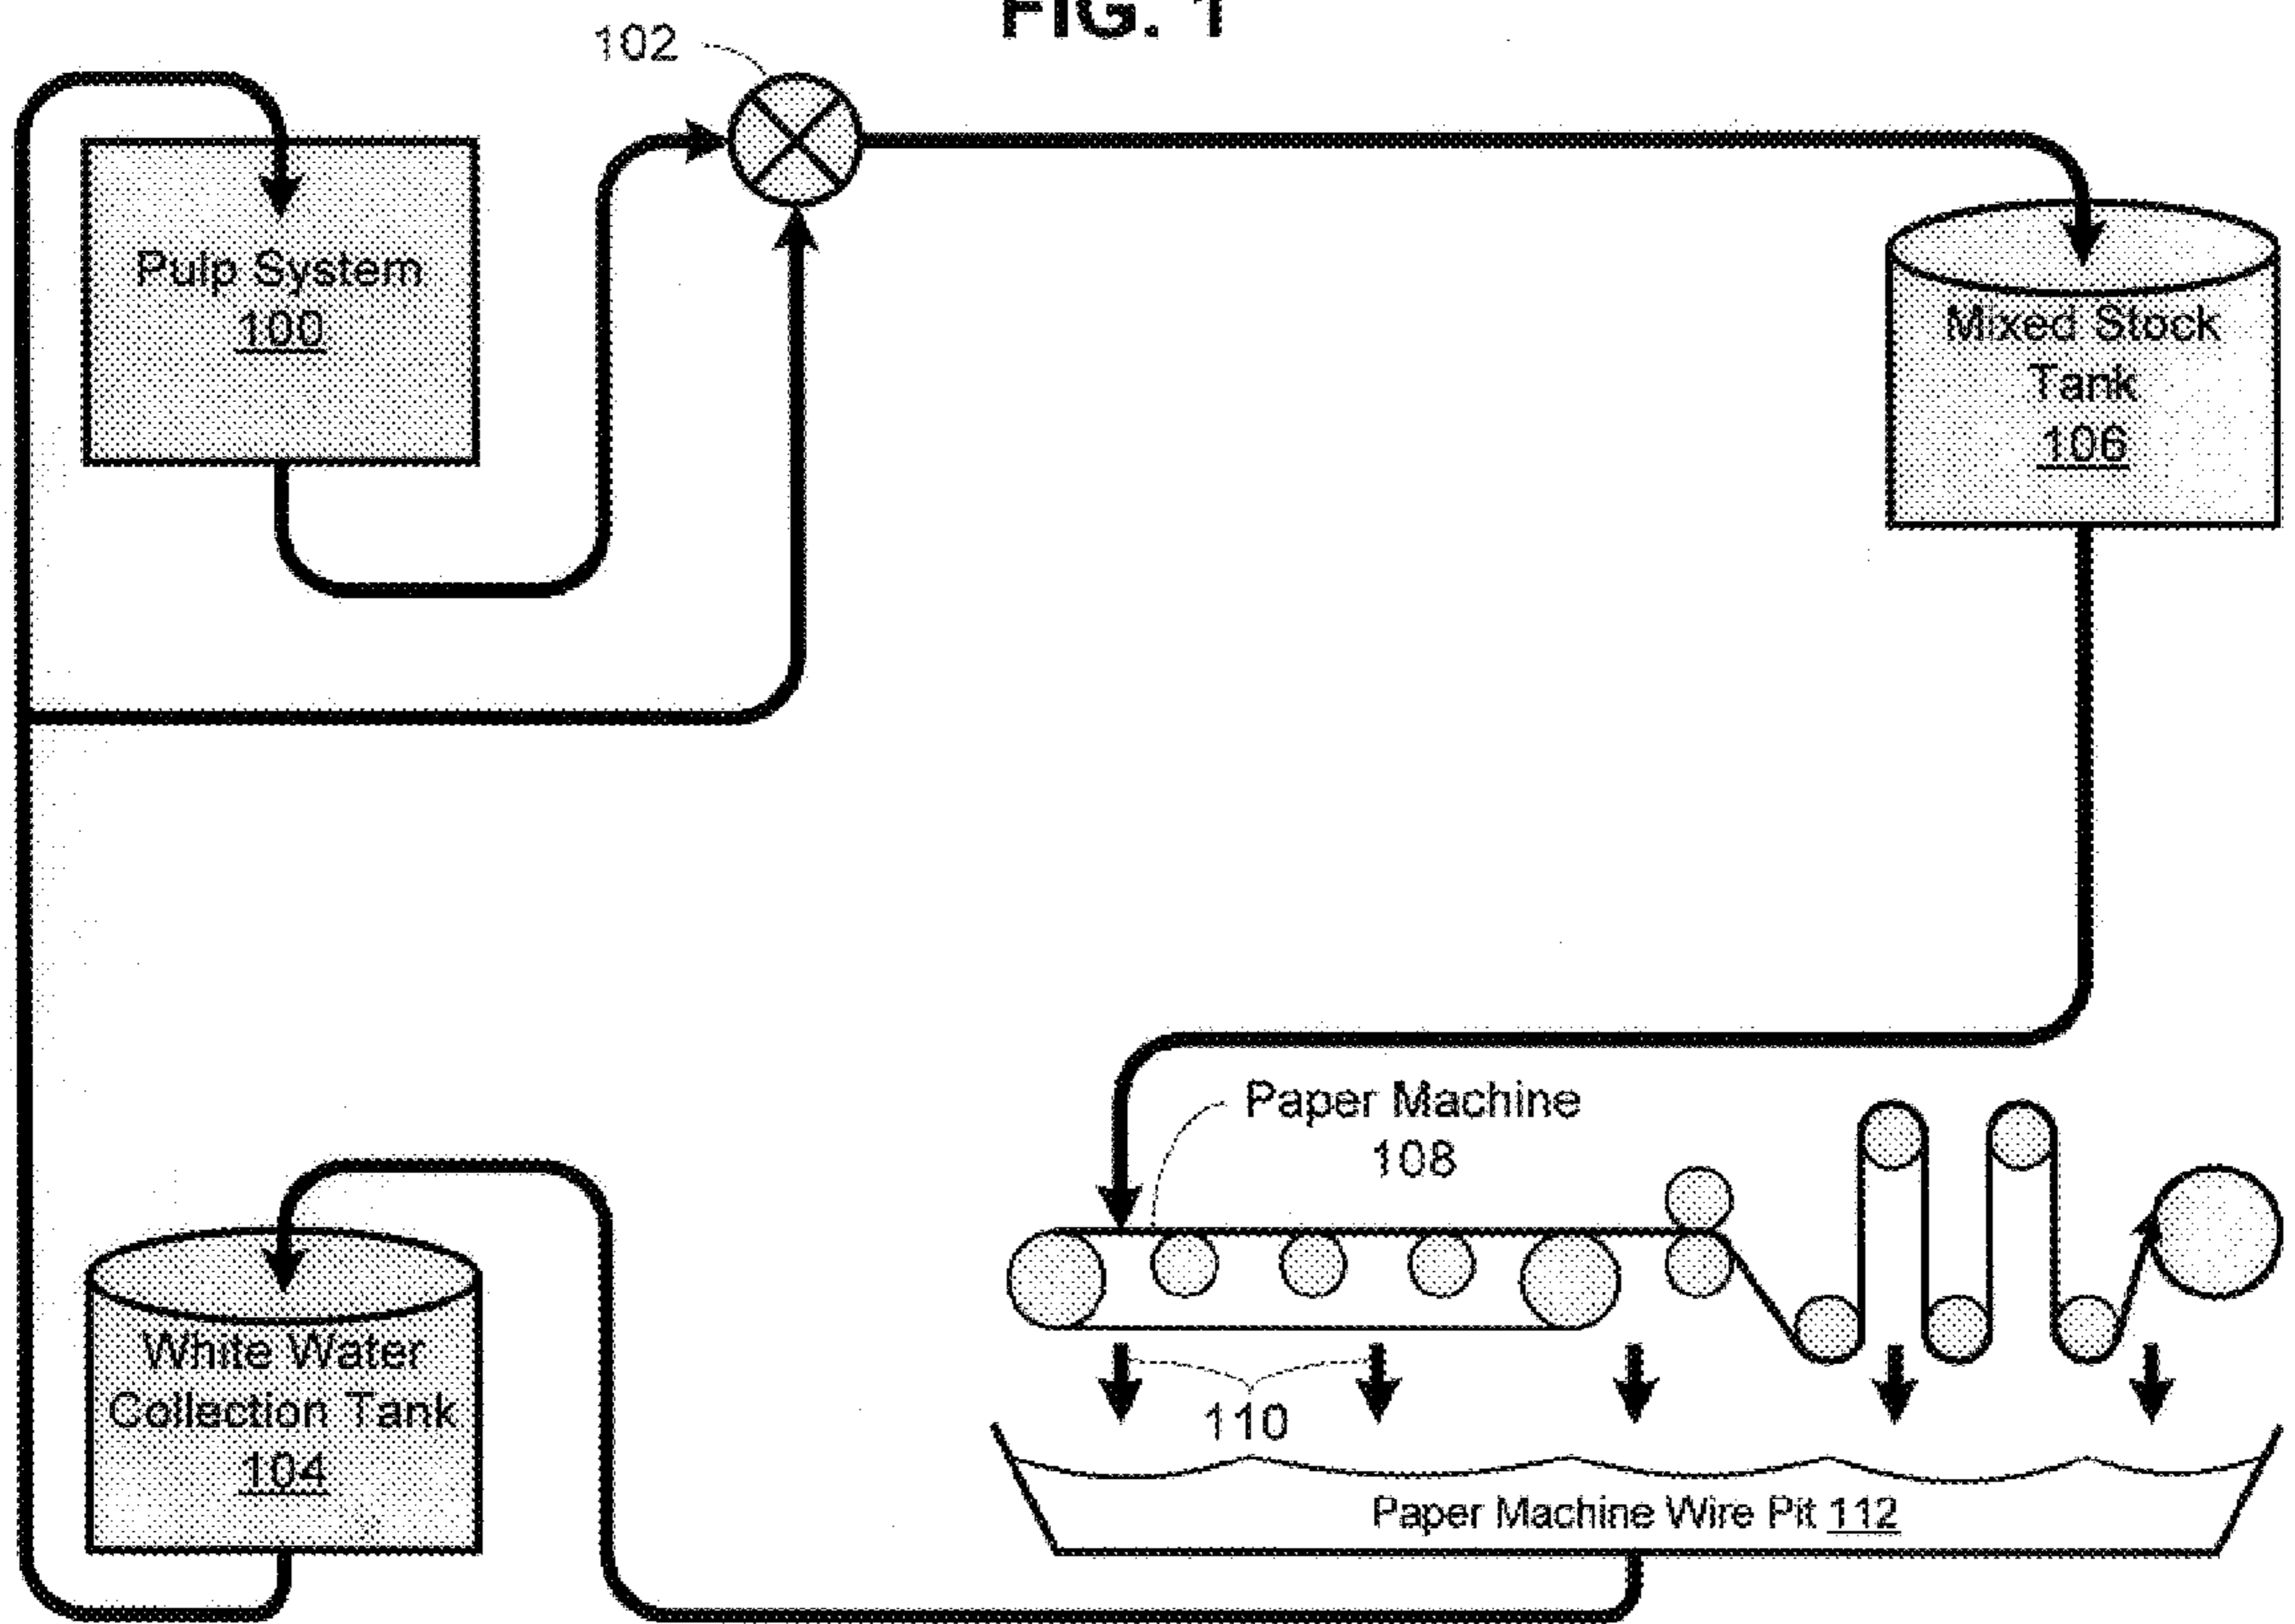 FIG. 1
102
Pulp System
100
Mixed Stock
Tank
106
Paper Machine
108
White Water
Collection Tank
104
110
Paper Machine Wire Pit 112